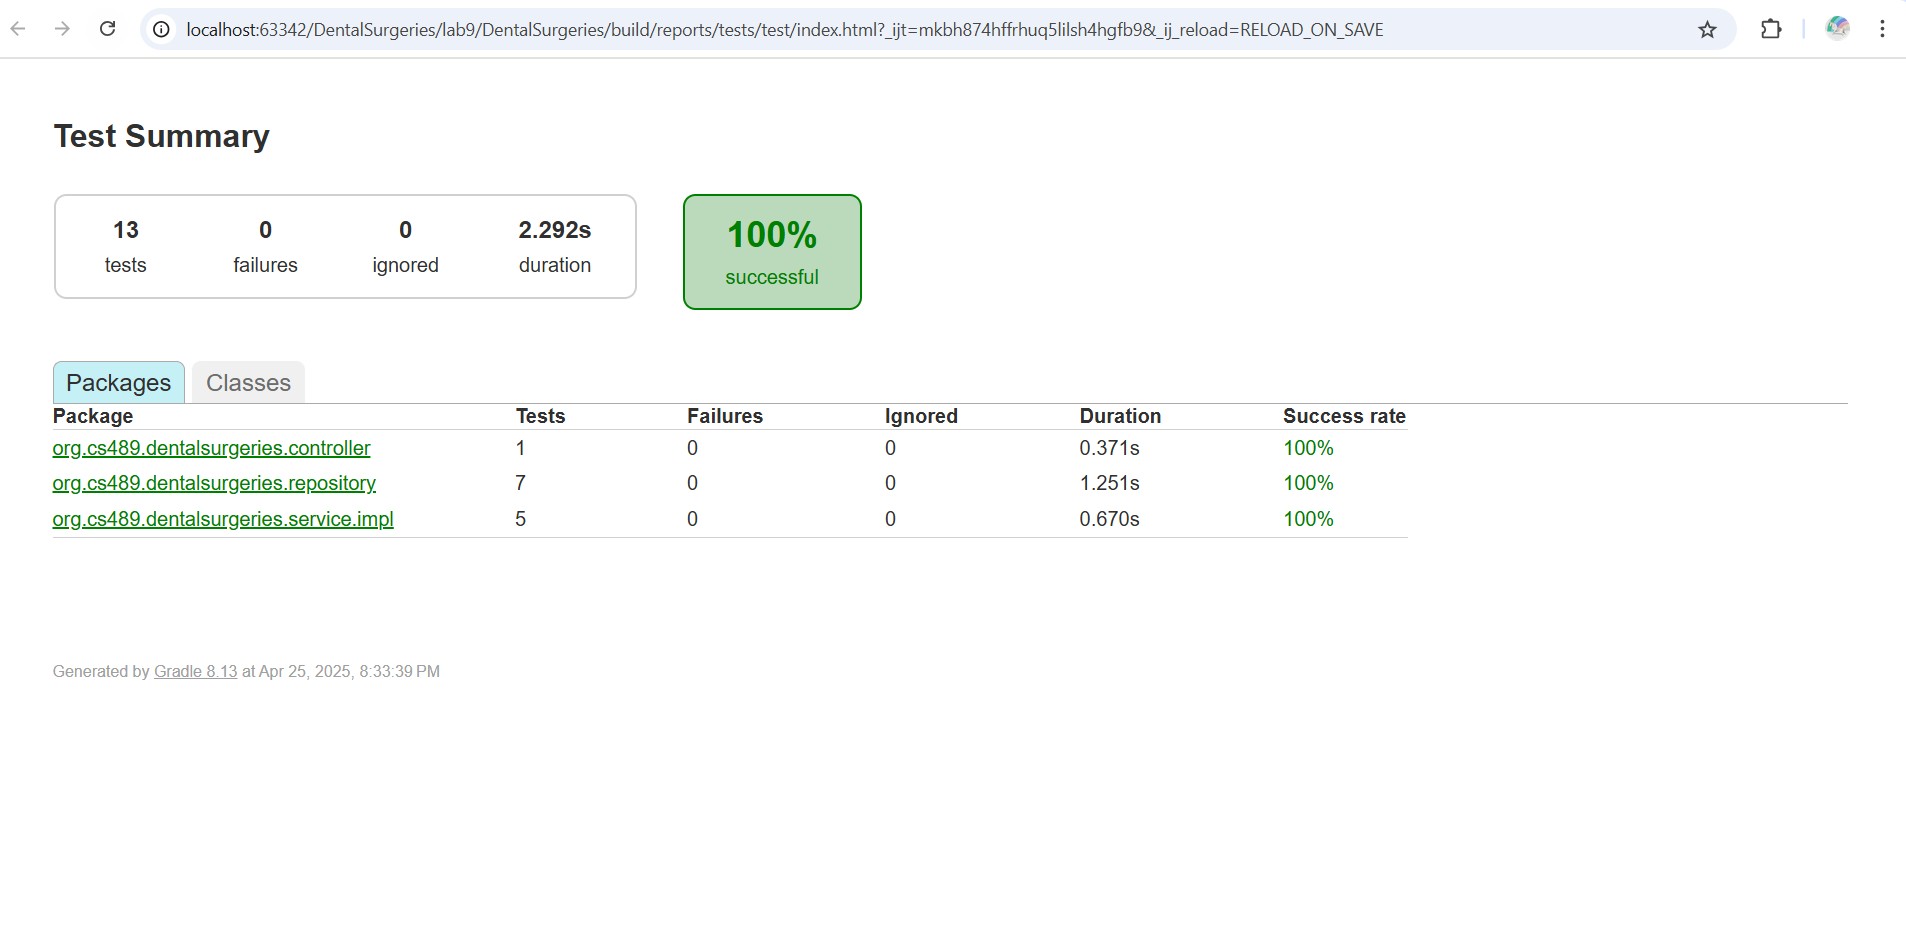 localhost:63342/DentalSurgeries/lab9/DentalSurgeries/build/reports/tests/test/index.html?_ijt=mkbh874hffrhuq5lilsh4hgfb9&_ij_reload=RELOAD_ON_SAVE
Test Summary
13 0 0 2.292s
tests failures ignored duration
100%
successful
Packages Classes
Package Tests Failures Ignored Duration Success rate
org.cs489.dentalsurgeries.controller 1 0 0 0.371s 100%
org.cs489.dentalsurgeries.repository 7 0 0 1.251s 100%
org.cs489.dentalsurgeries.service.impl 5 0 0 0.670s 100%
Generated by Gradle 8.13 at Apr 25, 2025, 8:33:39 PM